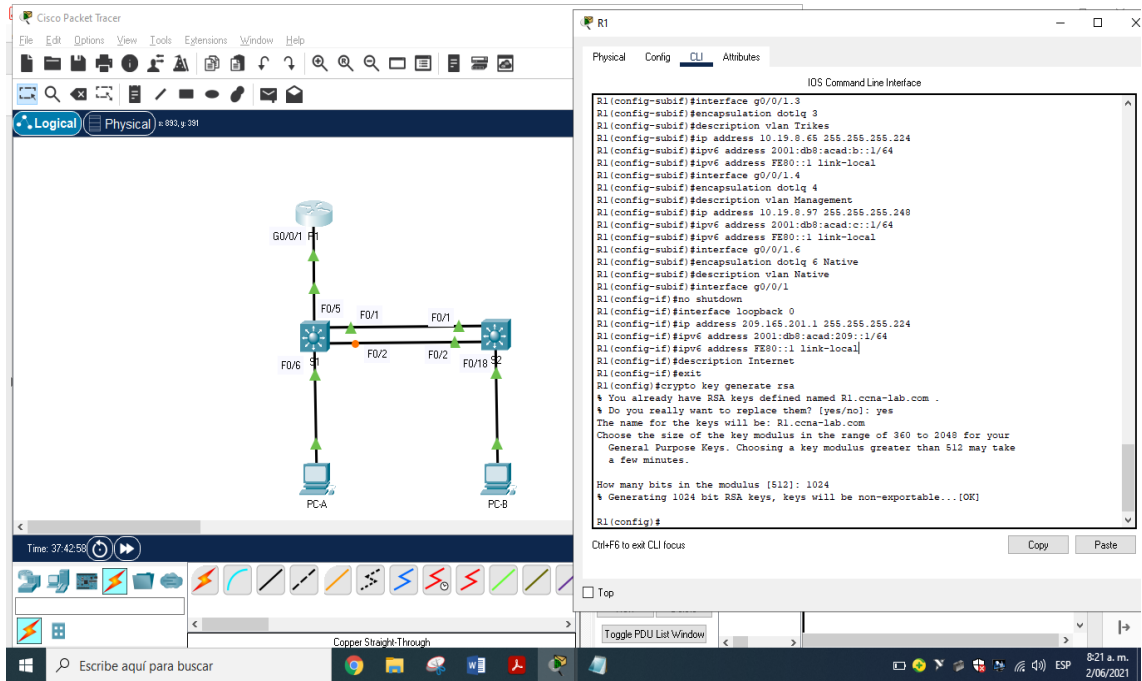 Cisco Packet Tracer
File Edit Options View Tools Extensions Window Help
Logical Physical x: 893, y: 391
G0/0/1 R1
F0/5
F0/1
F0/1
F0/2
F0/2
F0/6
S1
F0/18
S2
PC-A
PC-B
Time: 37:42:58
Copper Straight-Through
R1
Physical Config CLI Attributes
IOS Command Line Interface
R1(config-subif)#interface g0/0/1.3
R1(config-subif)#encapsulation dot1q 3
R1(config-subif)#description vlan Trikes
R1(config-subif)#ip address 10.19.8.65 255.255.255.224
R1(config-subif)#ipv6 address 2001:db8:acad:b::1/64
R1(config-subif)#ipv6 address FE80::1 link-local
R1(config-subif)#interface g0/0/1.4
R1(config-subif)#encapsulation dot1q 4
R1(config-subif)#description vlan Management
R1(config-subif)#ip address 10.19.8.97 255.255.255.248
R1(config-subif)#ipv6 address 2001:db8:acad:c::1/64
R1(config-subif)#ipv6 address FE80::1 link-local
R1(config-subif)#interface g0/0/1.6
R1(config-subif)#encapsulation dot1q 6 Native
R1(config-subif)#description vlan Native
R1(config-subif)#interface g0/0/1
R1(config-if)#no shutdown
R1(config-if)#interface loopback 0
R1(config-if)#ip address 209.165.201.1 255.255.255.224
R1(config-if)#ipv6 address 2001:db8:acad:209::1/64
R1(config-if)#ipv6 address FE80::1 link-local
R1(config-if)#description Internet
R1(config-if)#exit
R1(config)#crypto key generate rsa
% You already have RSA keys defined named R1.ccna-lab.com .
% Do you really want to replace them? [yes/no]: yes
The name for the keys will be: R1.ccna-lab.com
Choose the size of the key modulus in the range of 360 to 2048 for your
General Purpose Keys. Choosing a key modulus greater than 512 may take
a few minutes.
How many bits in the modulus [512]: 1024
% Generating 1024 bit RSA keys, keys will be non-exportable...[OK]
R1(config)#
Ctrl+F6 to exit CLI focus
Copy Paste
Top
Toggle PDU List Window
Escribe aquí para buscar
ESP
8:21 a. m.
2/06/2021